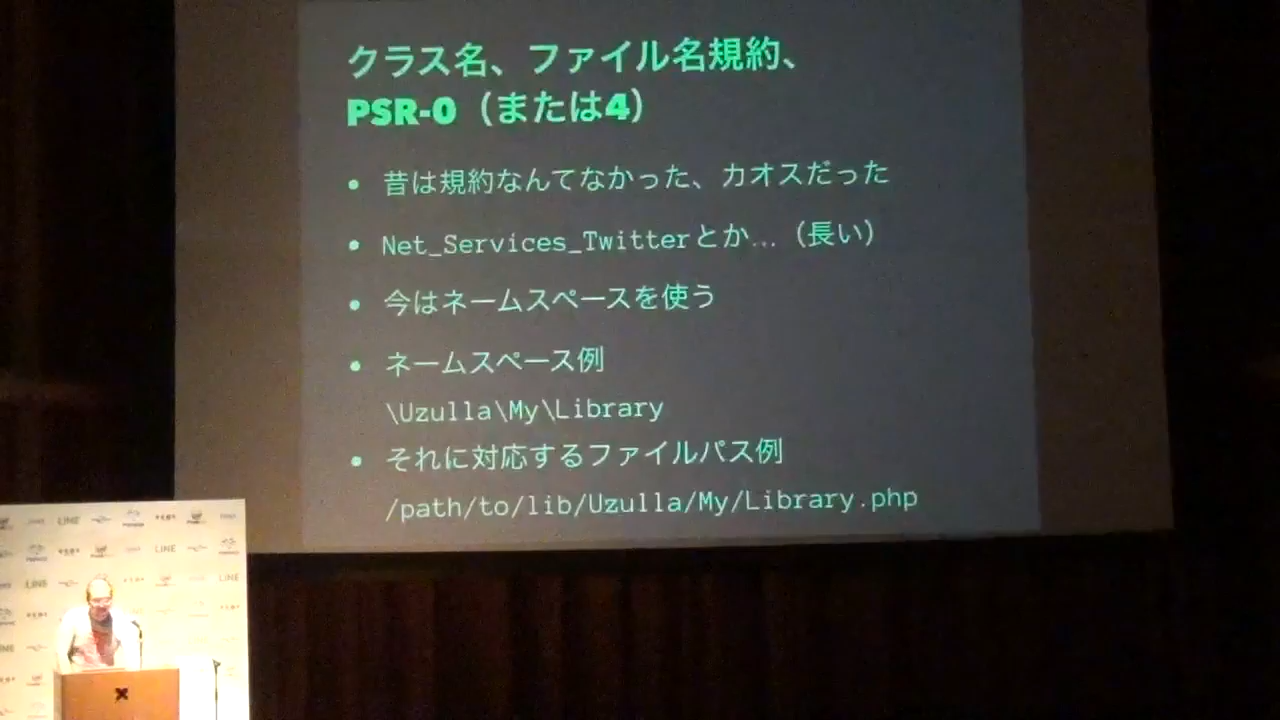 クラス名、ファイル名規約、
PSR-0（または4）
• 昔は規約なんてなかった、カオスだった
• Net_Services_Twitterとか…（長い）
• 今はネームスペースを使う
• ネームスペース例
\Uzulla\My\Library
• それに対応するファイルパス例
/path/to/lib/Uzulla/My/Library.php
LINE
LINE
LINE
LINE